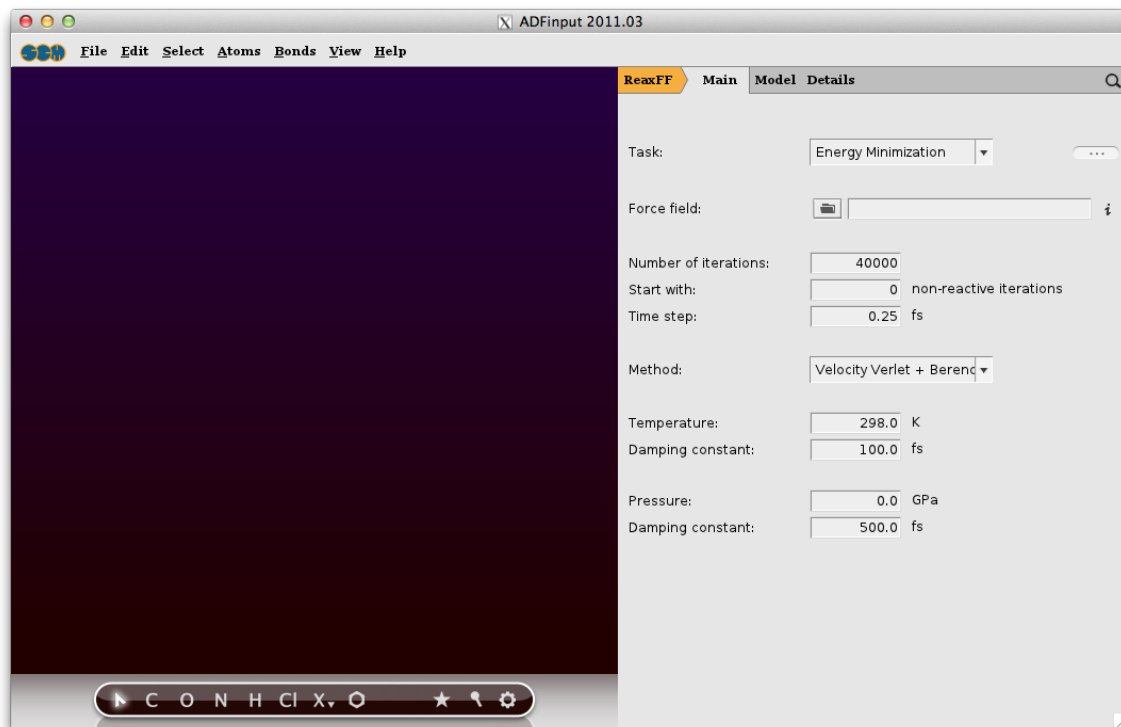 X ADFinput 2011.03
SCM File Edit Select Atoms Bonds View Help
ReaxFF Main Model Details
Task: Energy Minimization ...
Force field: i
Number of iterations: 40000
Start with: 0 non-reactive iterations
Time step: 0.25 fs
Method: Velocity Verlet + Berend
Temperature: 298.0 K
Damping constant: 100.0 fs
Pressure: 0.0 GPa
Damping constant: 500.0 fs
C O N H Cl X